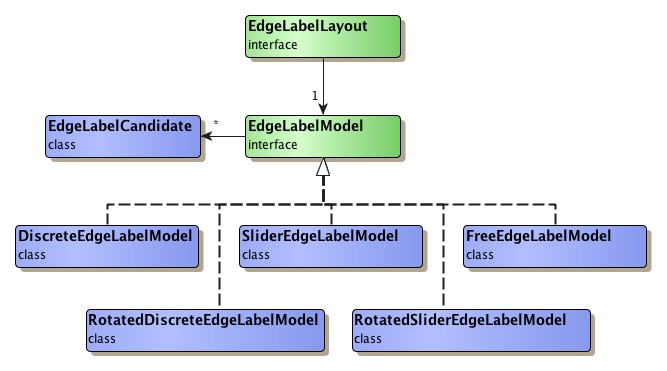 EdgeLabelLayout
interface
1
EdgeLabelCandidate
class
*
EdgeLabelModel
interface
DiscreteEdgeLabelModel
class
SliderEdgeLabelModel
class
FreeEdgeLabelModel
class
RotatedDiscreteEdgeLabelModel
class
RotatedSliderEdgeLabelModel
class